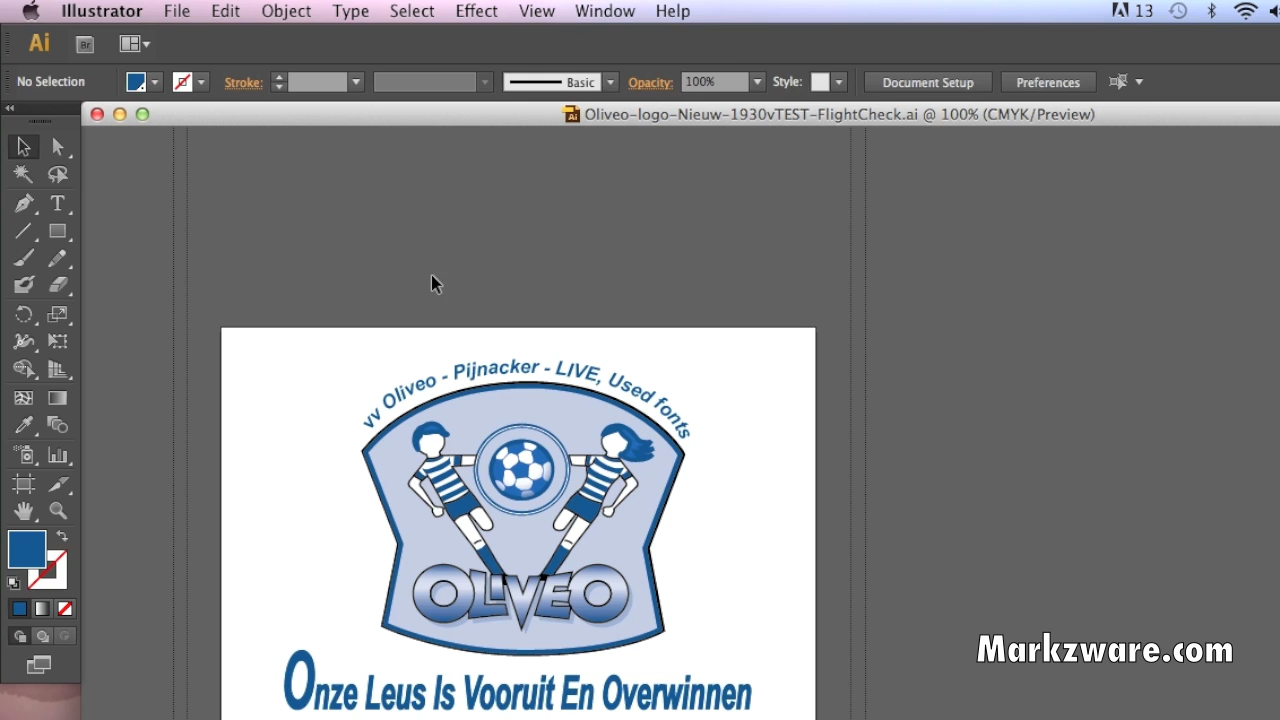 Illustrator File Edit Object Type Select Effect View Window Help 13
Ai Br
No Selection Stroke: Basic Opacity: 100% Style: Document Setup Preferences
Ai Oliveo-logo-Nieuw-1930vTEST-FlightCheck.ai @ 100% (CMYK/Preview)
T
vv Oliveo - Pijnacker - LIVE, Used fonts
OLIVEO
Markzware.com
Onze Leus Is Vooruit En Overwinnen